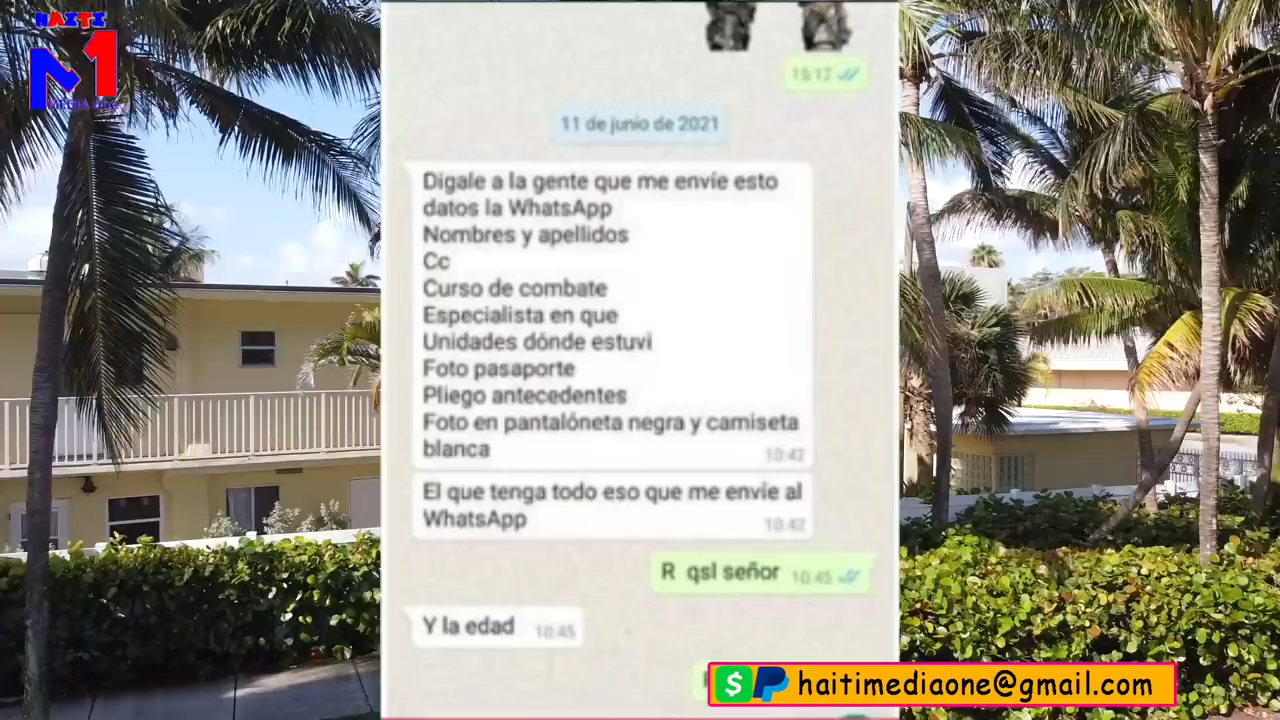 HAITI
M1
MEDIA ONE
15:12
11 de junio de 2021
Digale a la gente que me envíe esto
datos la WhatsApp
Nombres y apellidos
Cc
Curso de combate
Especialista en que
Unidades dónde estuvi
Foto pasaporte
Pliego antecedentes
Foto en pantalóneta negra y camiseta
blanca
10:42
El que tenga todo eso que me envie al
WhatsApp
10:42
R qsl señor
10:45
Y la edad
10:45
$
haitimediaone@gmail.com